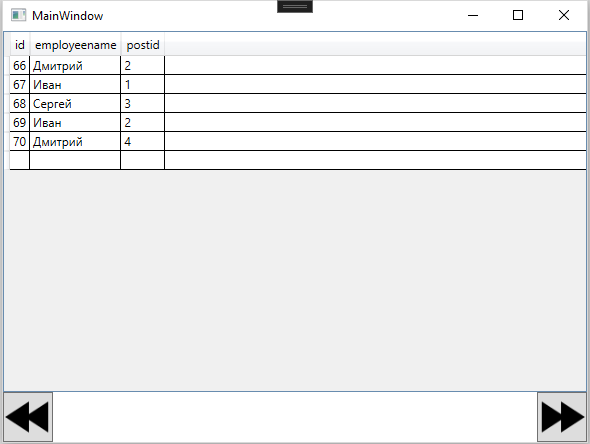 MainWindow
id employeename postid
66 Дмитрий 2
67 Иван 1
68 Сергей 3
69 Иван 2
70 Дмитрий 4